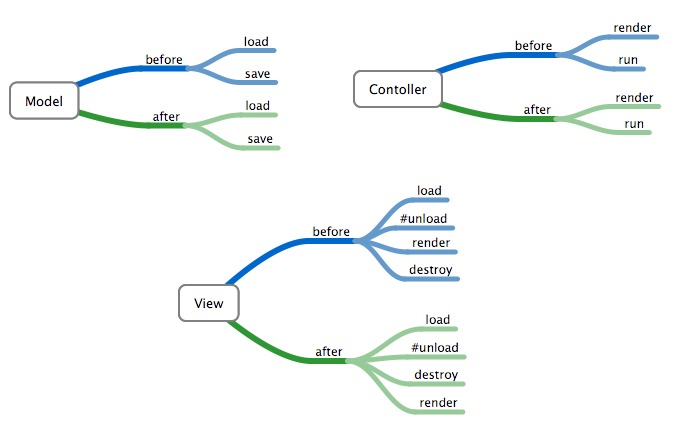 Model
before
load
save
after
load
save
Contoller
before
render
run
after
render
run
View
before
load
#unload
render
destroy
after
load
#unload
destroy
render